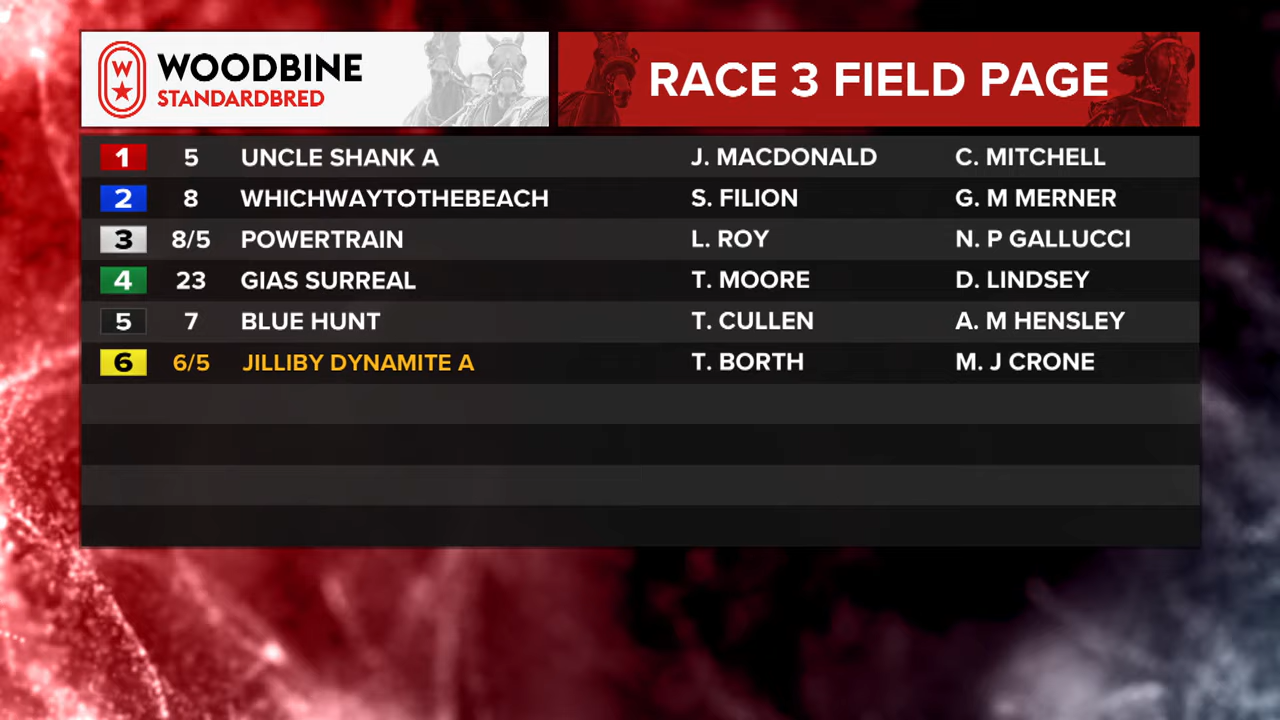 W WOODBINE
STANDARDBRED
RACE 3 FIELD PAGE
1 5 UNCLE SHANK A J. MACDONALD C. MITCHELL
2 8 WHICHWAYTOTHEBEACH S. FILION G. M MERNER
3 8/5 POWERTRAIN L. ROY N. P GALLUCCI
4 23 GIAS SURREAL T. MOORE D. LINDSEY
5 7 BLUE HUNT T. CULLEN A. M HENSLEY
6 6/5 JILLIBY DYNAMITE A T. BORTH M. J CRONE